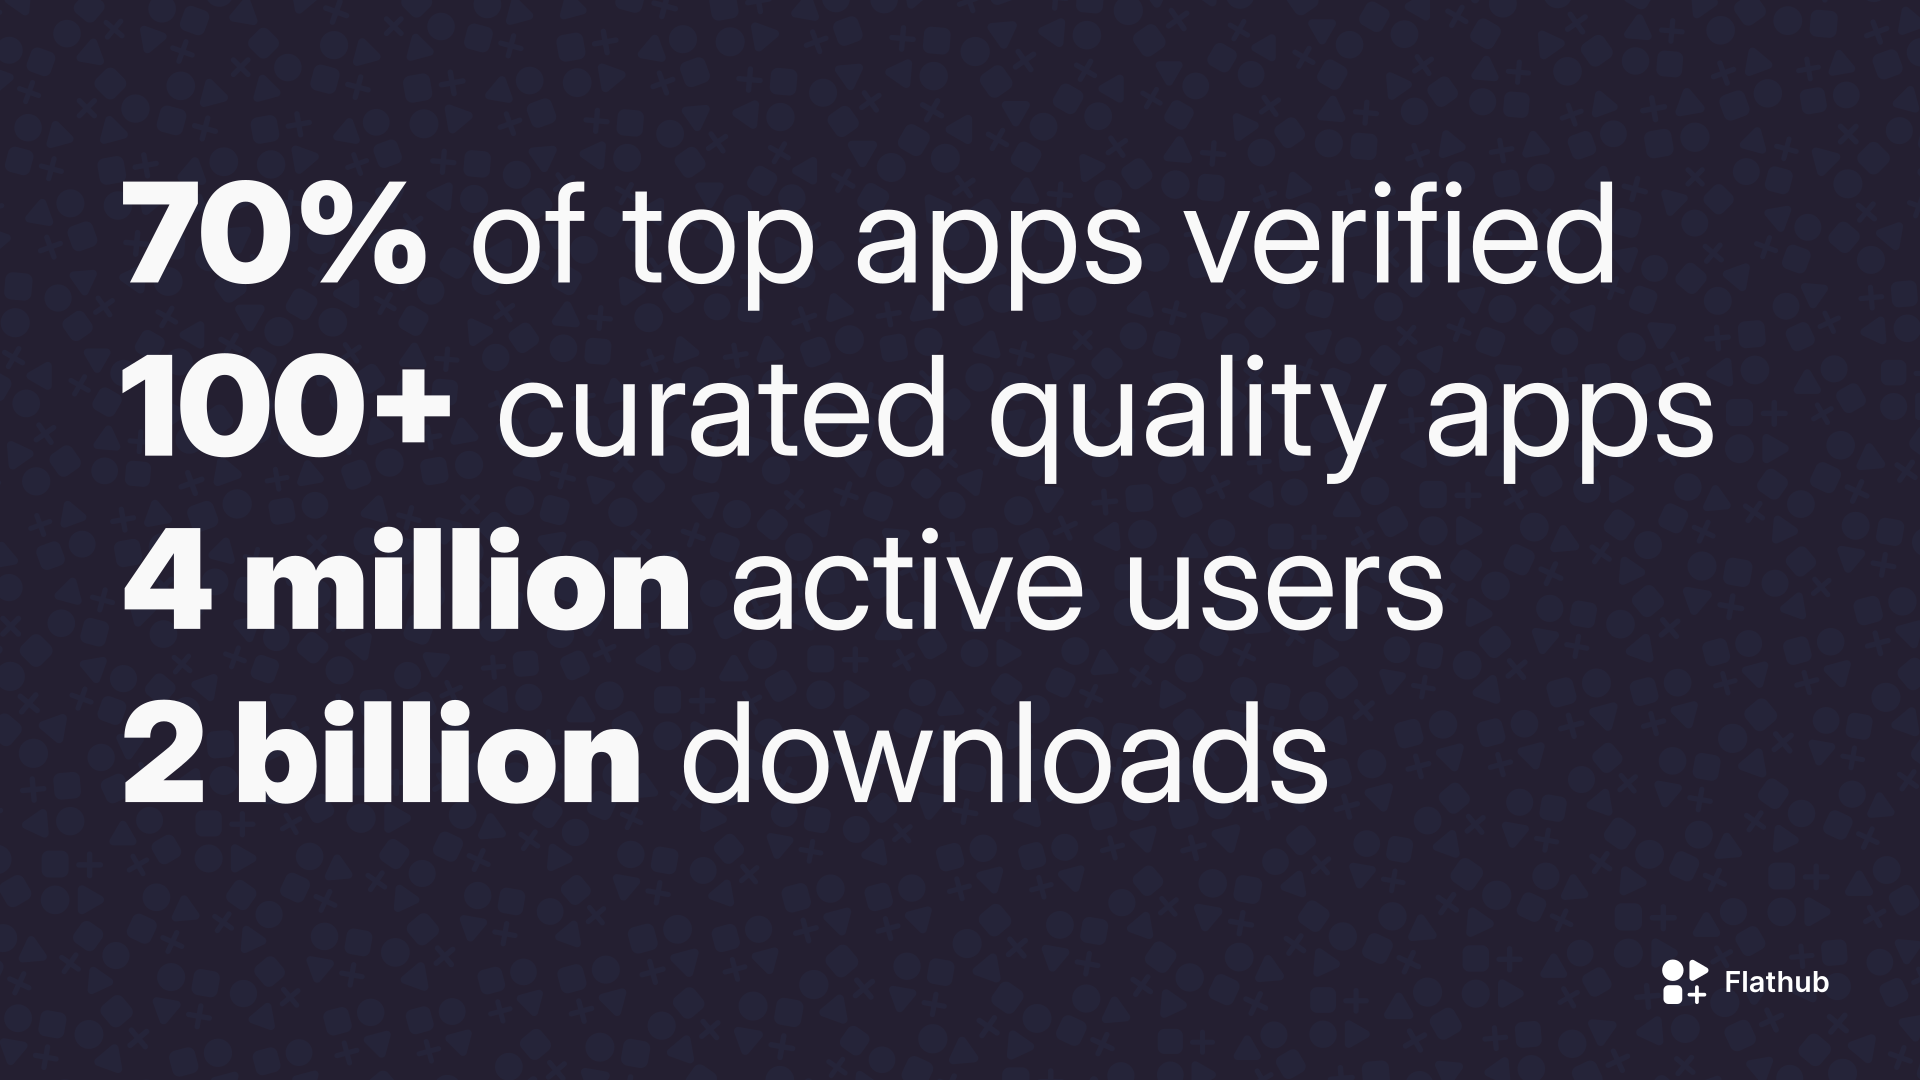 70% of top apps verified
100+ curated quality apps
4 million active users
2 billion downloads
Flathub